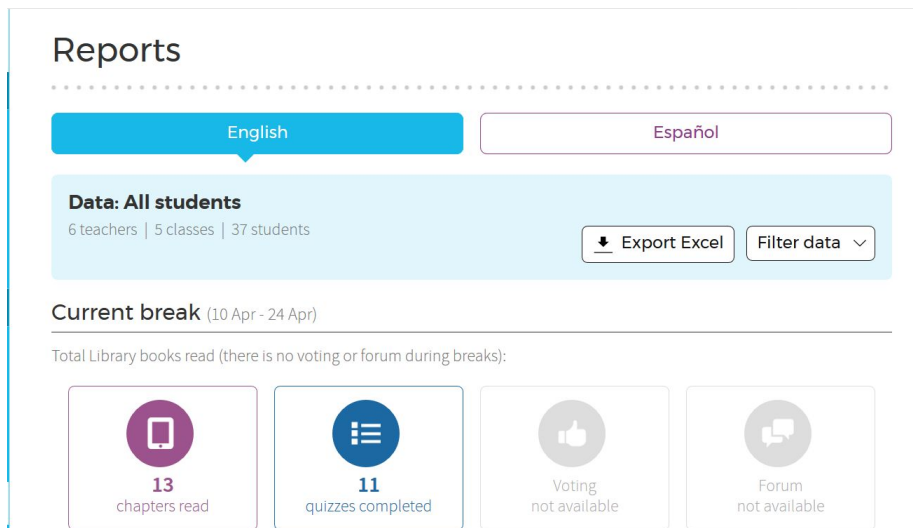 Reports
English
Español
Data: All students
6 teachers | 5 classes | 37 students
Export Excel
Filter data
Current break (10 Apr - 24 Apr)
Total Library books read (there is no voting or forum during breaks):
13
chapters read
11
quizzes completed
Voting
not available
Forum
not available